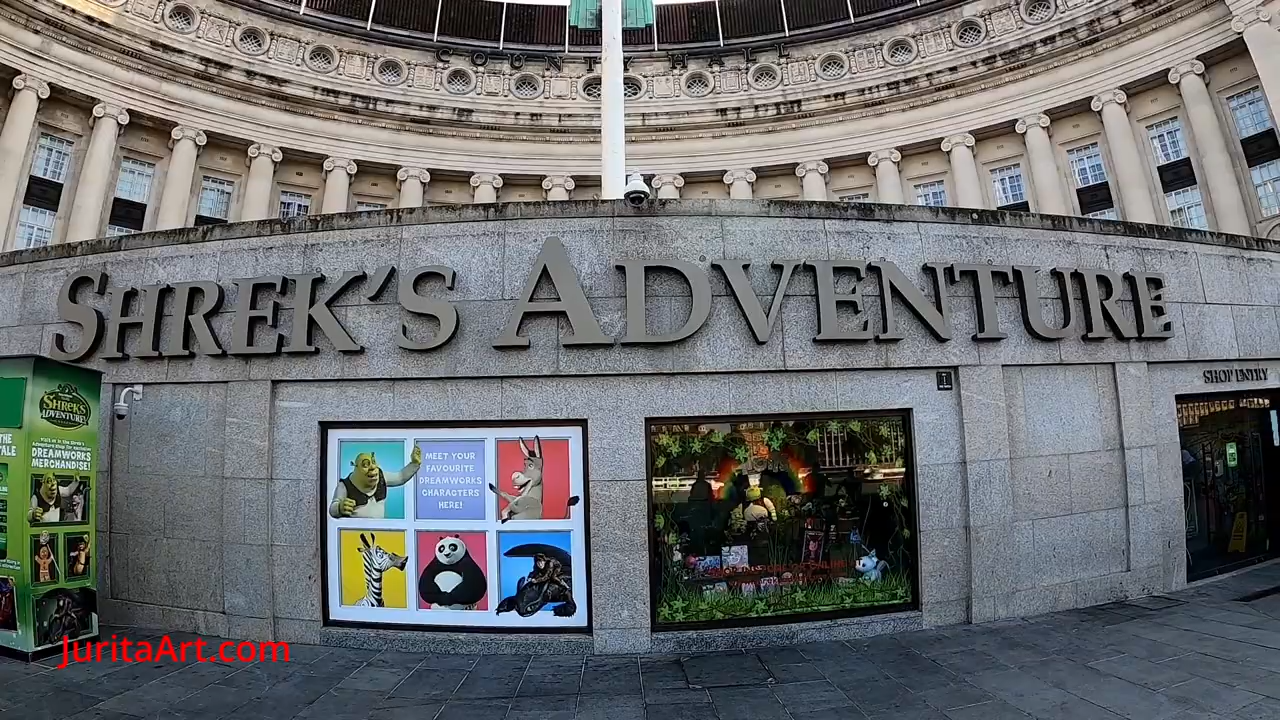 COUNTY HALL
SHREK'S ADVENTURE
SHOP ENTRY
SHREK'S
ADVENTURE!
DREAMWORKS
MERCHANDISE!
MEET YOUR
FAVOURITE
DREAMWORKS
CHARACTERS
HERE!
JuritaArt.com